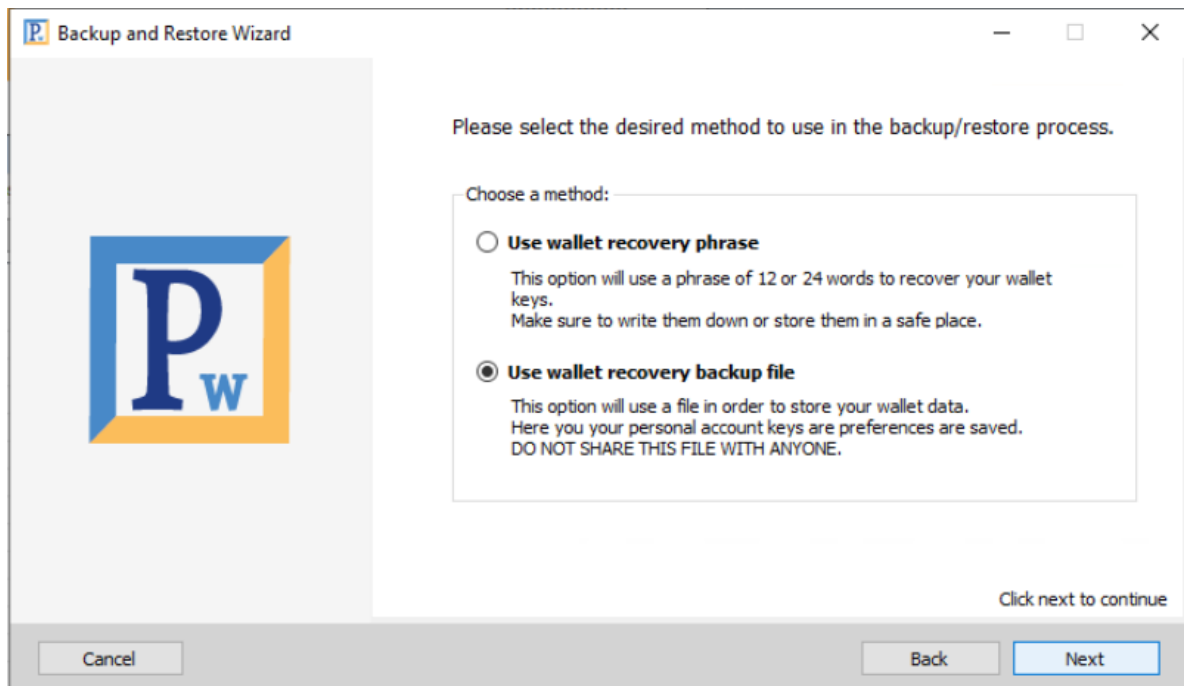 Backup and Restore Wizard
Please select the desired method to use in the backup/restore process.
Choose a method:
Use wallet recovery phrase
This option will use a phrase of 12 or 24 words to recover your wallet
keys.
Make sure to write them down or store them in a safe place.
Use wallet recovery backup file
This option will use a file in order to store your wallet data.
Here you your personal account keys are preferences are saved.
DO NOT SHARE THIS FILE WITH ANYONE.
PW
Click next to continue
Cancel
Back
Next